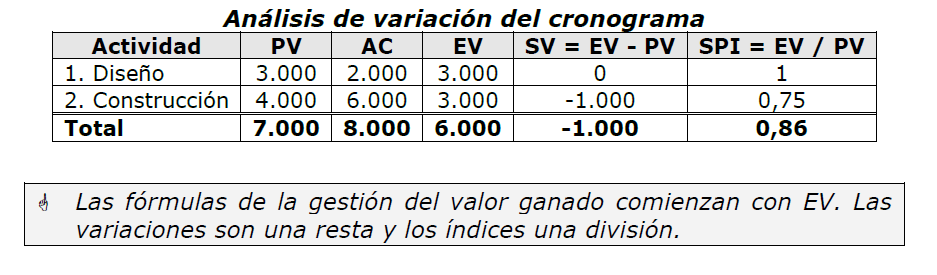 Análisis de variación del cronograma
Actividad PV AC EV SV = EV - PV SPI = EV / PV
1. Diseño 3.000 2.000 3.000 0 1
2. Construcción 4.000 6.000 3.000 -1.000 0,75
Total 7.000 8.000 6.000 -1.000 0,86
Las fórmulas de la gestión del valor ganado comienzan con EV. Las
variaciones son una resta y los índices una división.